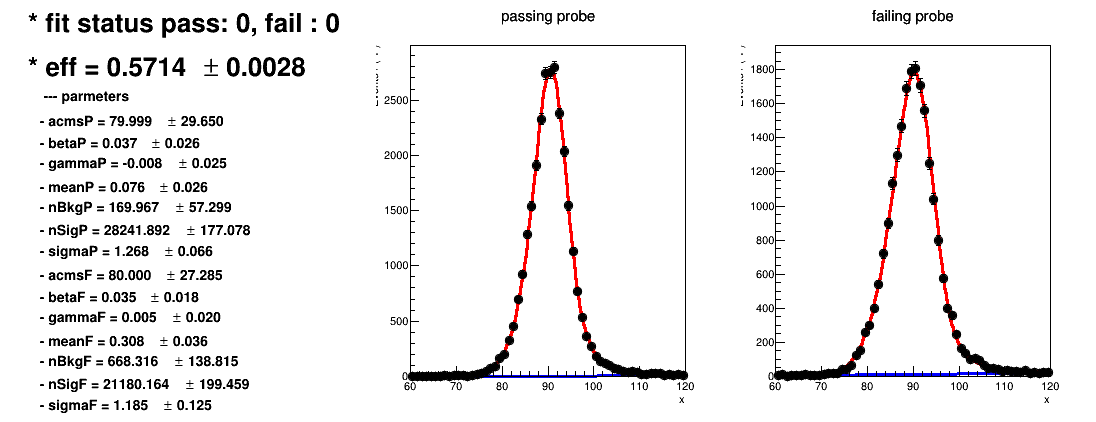 * fit status pass: 0, fail : 0
* eff = 0.5714 ± 0.0028
--- parmeters
- acmsP = 79.999 ± 29.650
- betaP = 0.037 ± 0.026
- gammaP = -0.008 ± 0.025
- meanP = 0.076 ± 0.026
- nBkgP = 169.967 ± 57.299
- nSigP = 28241.892 ± 177.078
- sigmaP = 1.268 ± 0.066
- acmsF = 80.000 ± 27.285
- betaF = 0.035 ± 0.018
- gammaF = 0.005 ± 0.020
- meanF = 0.308 ± 0.036
- nBkgF = 668.316 ± 138.815
- nSigF = 21180.164 ± 199.459
- sigmaF = 1.185 ± 0.125
passing probe
2500
2000
1500
1000
500
0
60 70 80 90 100 110 120
x
failing probe
1800
1600
1400
1200
1000
800
600
400
200
0
60 70 80 90 100 110 120
x